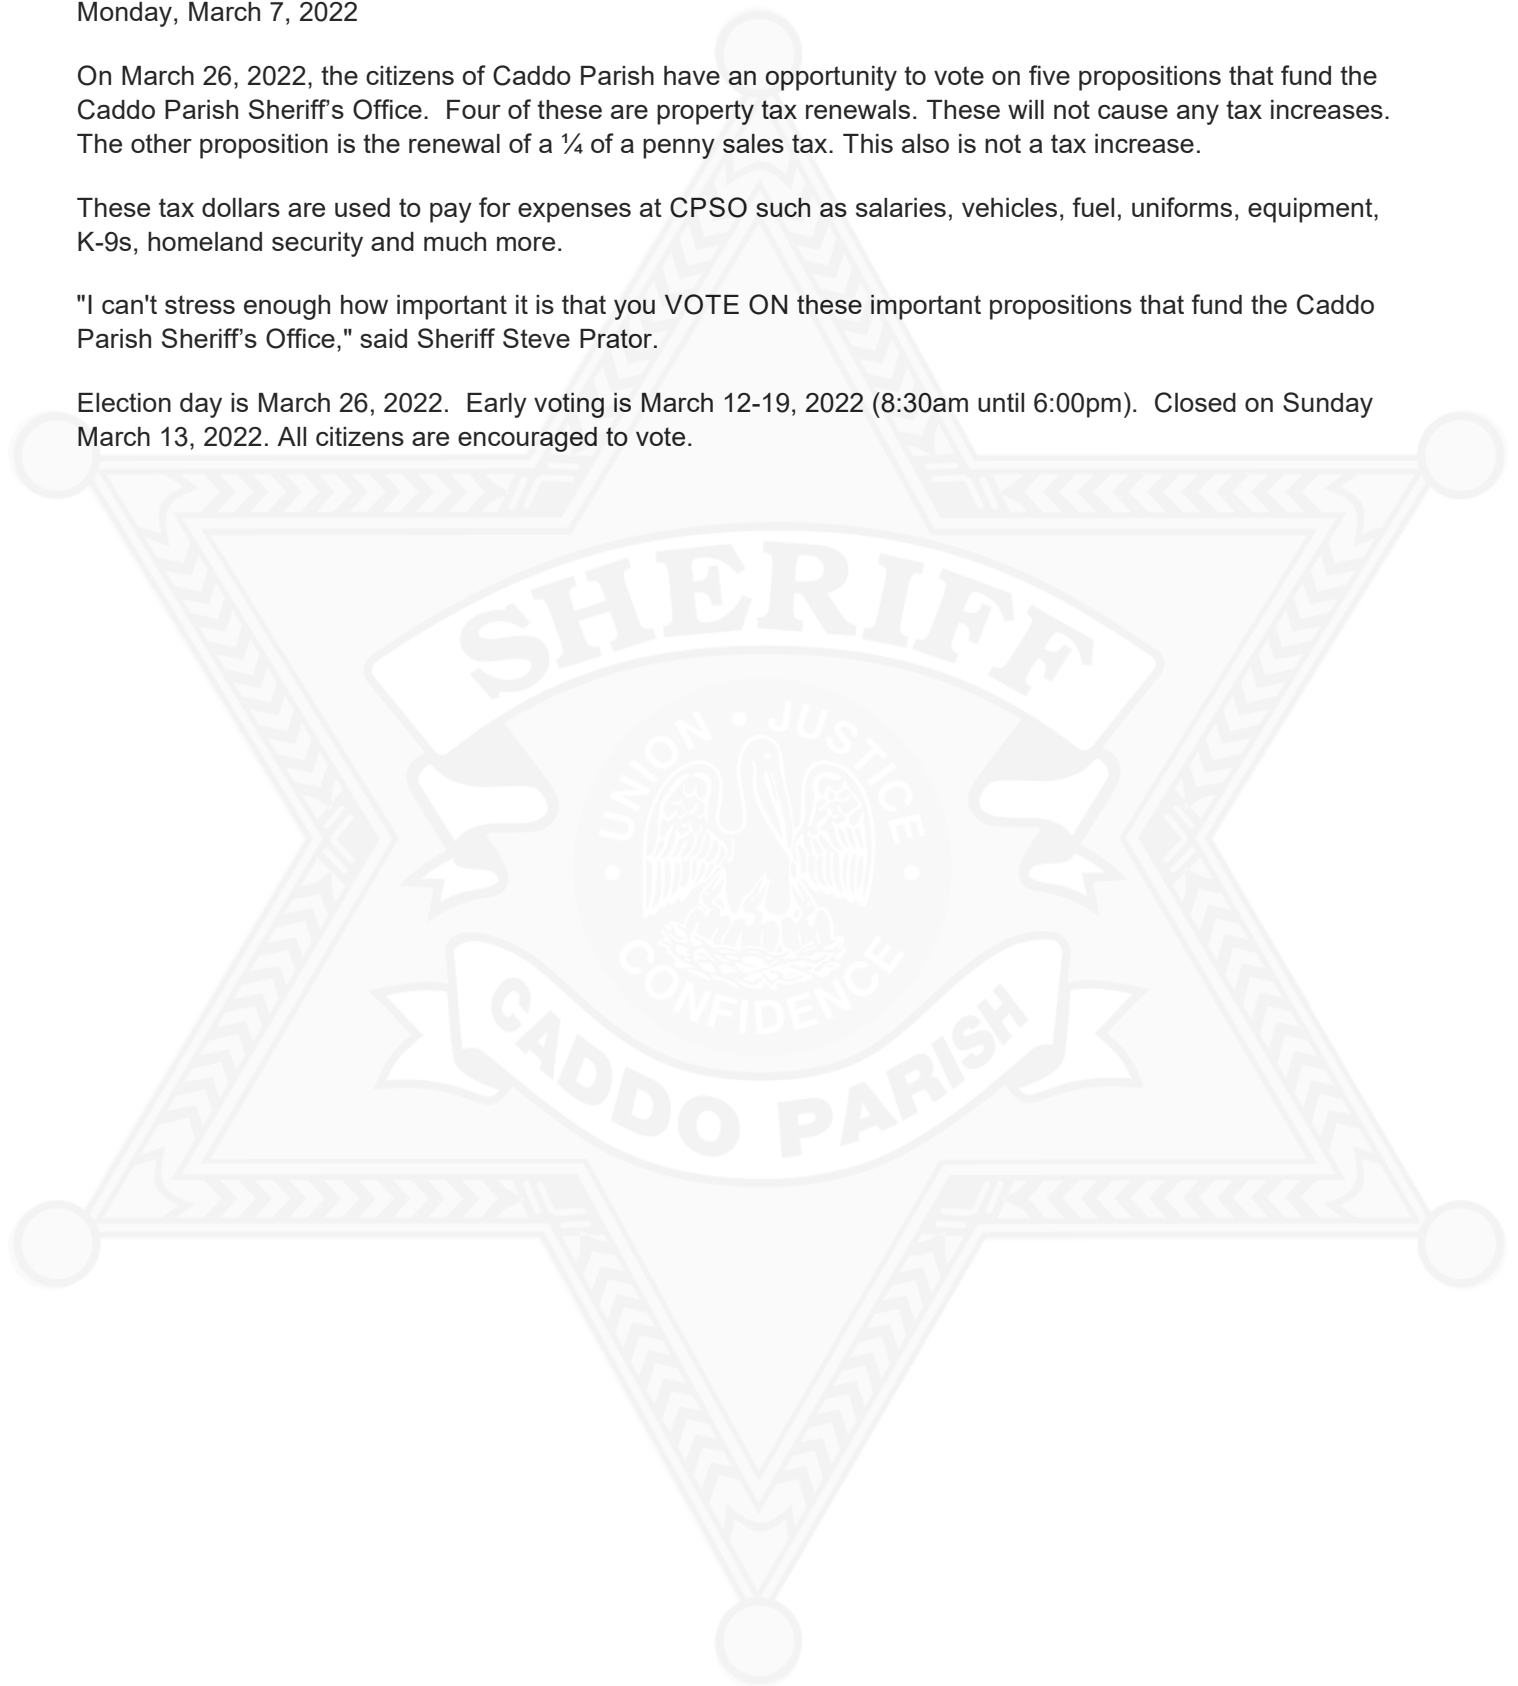 Monday, March 7, 2022
On March 26, 2022, the citizens of Caddo Parish have an opportunity to vote on five propositions that fund the
Caddo Parish Sheriff’s Office.  Four of these are property tax renewals. These will not cause any tax increases.
The other proposition is the renewal of a ¼ of a penny sales tax. This also is not a tax increase.
These tax dollars are used to pay for expenses at CPSO such as salaries, vehicles, fuel, uniforms, equipment,
K-9s, homeland security and much more.
"I can't stress enough how important it is that you VOTE ON these important propositions that fund the Caddo
Parish Sheriff’s Office," said Sheriff Steve Prator.
Election day is March 26, 2022.  Early voting is March 12-19, 2022 (8:30am until 6:00pm).  Closed on Sunday
March 13, 2022. All citizens are encouraged to vote.
SHERIFF
UNION • JUSTICE
• CONFIDENCE •
CADDO PARISH